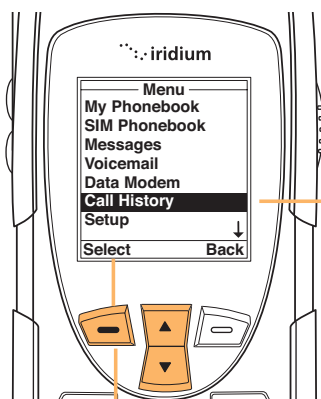 iridium
Menu
My Phonebook
SIM Phonebook
Messages
Voicemail
Data Modem
Call History
Setup
Select Back